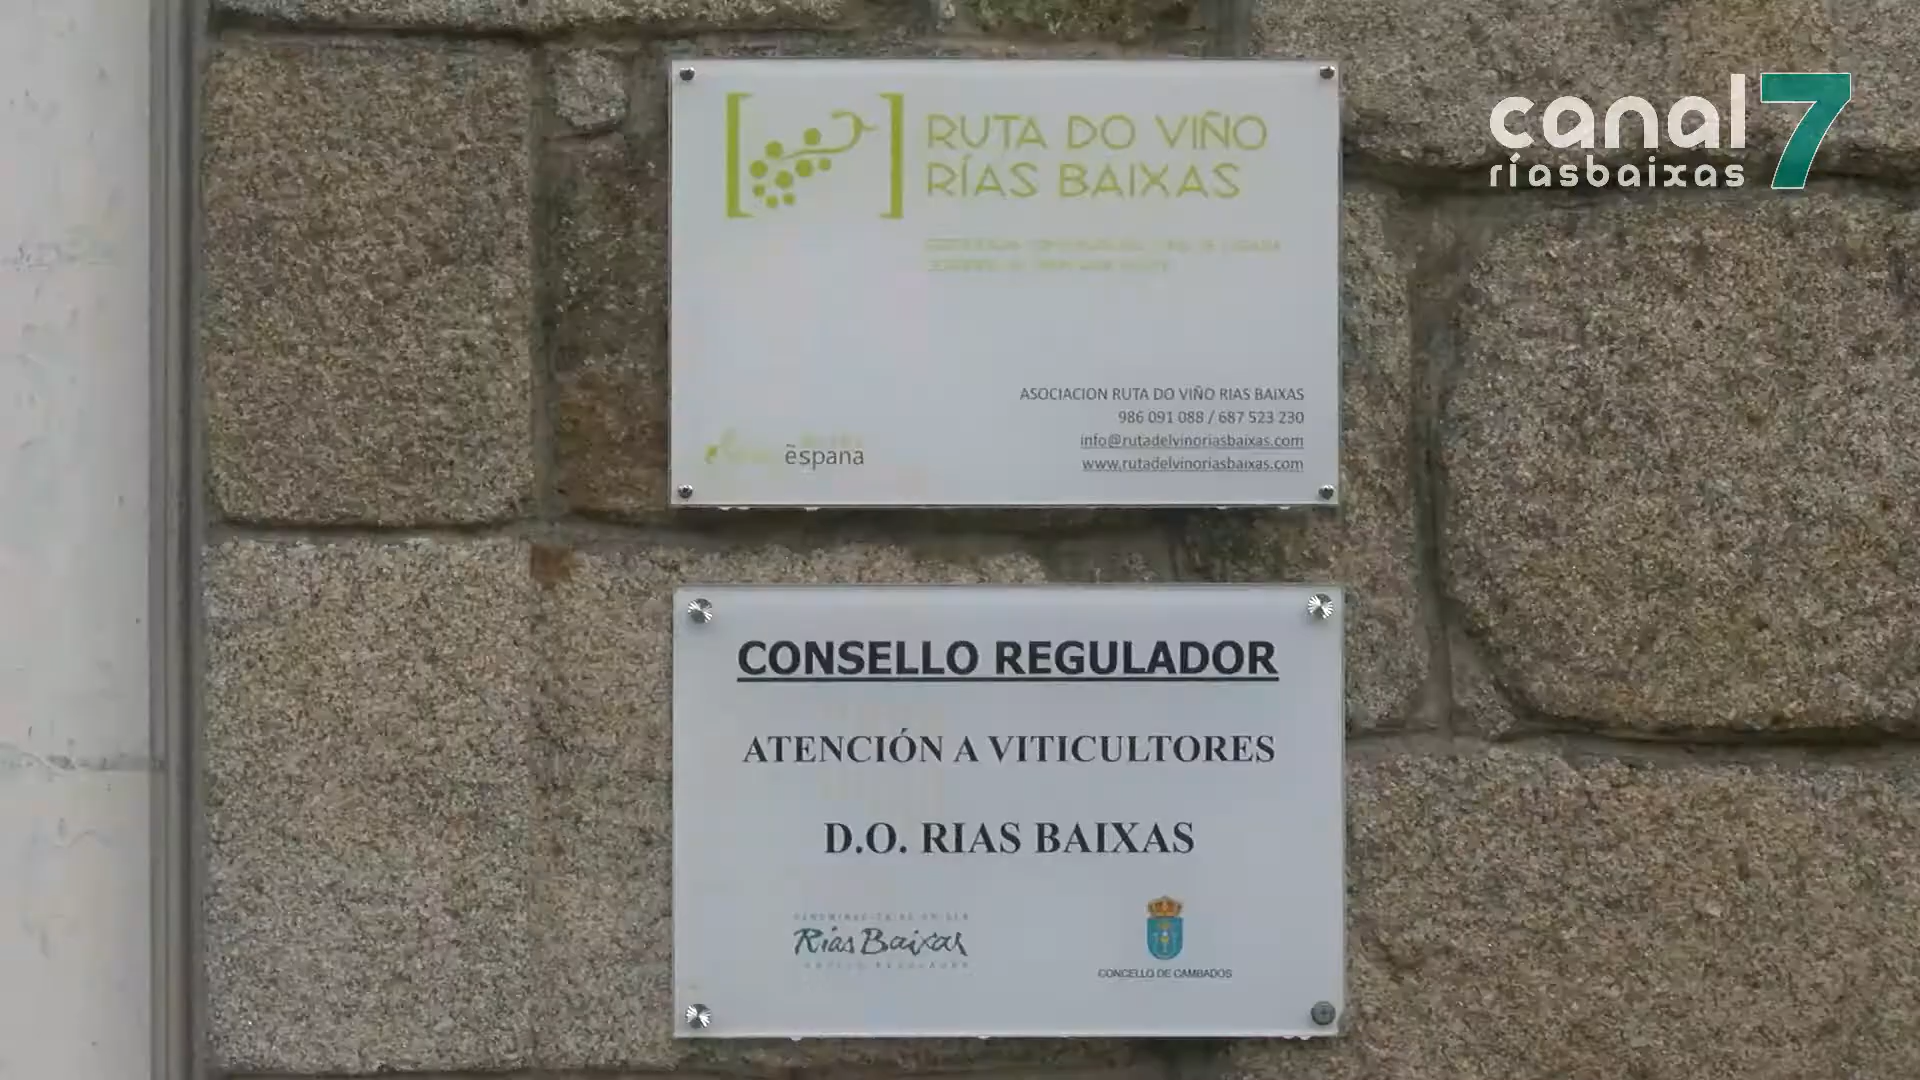 RUTA DO VIÑO
RÍAS BAIXAS
ASOCIACION RUTA DO VIÑO RIAS BAIXAS
986 091 088 / 687 523 230
info@rutadelvinoriasbaixas.com
www.rutadelvinoriasbaixas.com
españa
canal 7
ríasbaixas
CONSELLO REGULADOR
ATENCIÓN A VITICULTORES
D.O. RIAS BAIXAS
Rías Baixas
CONCELLO DE CAMBADOS